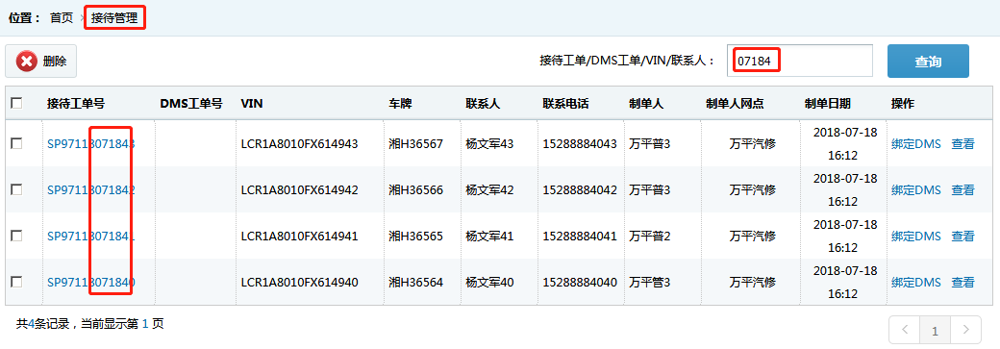 位置： 首页 > 接待管理
删除 接待工单/DMS工单/VIN/联系人： 07184 查询
接待工单号 DMS工单号 VIN 车牌 联系人 联系电话 制单人 制单人网点 制单日期 操作
SP97118071843 LCR1A8010FX614943 湘H36567 杨文军43 15288884043 万平普3 万平汽修 2018-07-18 绑定DMS 查看
16:12
SP97118071842 LCR1A8010FX614942 湘H36566 杨文军42 15288884042 万平普3 万平汽修 2018-07-18 绑定DMS 查看
16:12
SP97118071841 LCR1A8010FX614941 湘H36565 杨文军41 15288884041 万平普2 万平汽修 2018-07-18 绑定DMS 查看
16:12
SP97118071840 LCR1A8010FX614940 湘H36564 杨文军40 15288884040 万平管3 万平汽修 2018-07-18 绑定DMS 查看
16:12
共4条记录，当前显示第 1 页 < 1 >